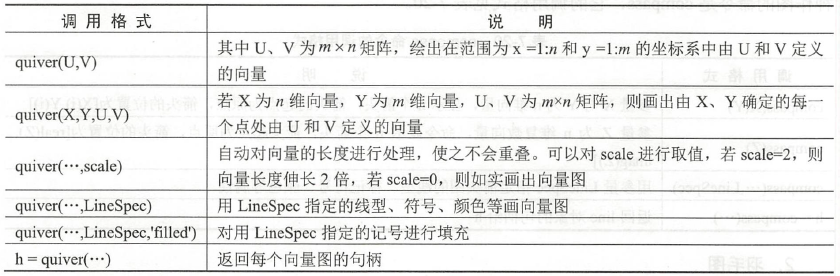 调用格式 说明
quiver(U,V) 其中 U、V 为 m×n 矩阵，绘出在范围为 x =1:n 和 y =1:m 的坐标系中由 U 和 V 定义
的向量
quiver(X,Y,U,V) 若 X 为 n 维向量，Y 为 m 维向量，U、V 为 m×n 矩阵，则画出由 X、Y 确定的每一
个点处由 U 和 V 定义的向量
quiver(…,scale) 自动对向量的长度进行处理，使之不会重叠。可以对 scale 进行取值，若 scale=2，则
向量长度伸长 2 倍，若 scale=0，则如实画出向量图
quiver(…,LineSpec) 用 LineSpec 指定的线型、符号、颜色等画向量图
quiver(…,LineSpec,'filled') 对用 LineSpec 指定的记号进行填充
h = quiver(…) 返回每个向量图的句柄